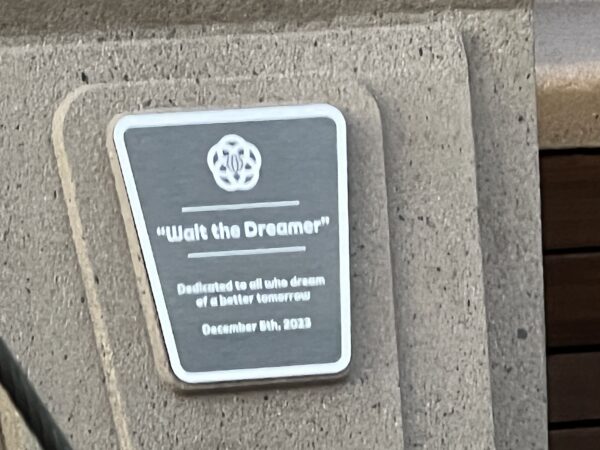 "Walt the Dreamer"
Dedicated to all who dream
of a better tomorrow
December 5th, 2023